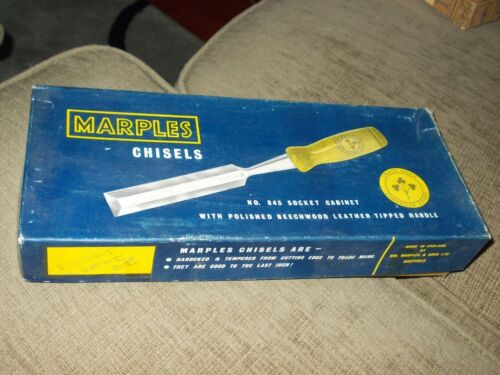 MARPLES
CHISELS
NO. 845 SOCKET CABINET
WITH POLISHED BEECHWOOD LEATHER TIPPED HANDLE
MARPLES CHISELS ARE —
● HARDENED & TEMPERED FROM CUTTING EDGE TO TRADE MARK
● THEY ARE GOOD TO THE LAST INCH!
MADE IN ENGLAND
BY
WM. MARPLES & SONS LTD
SHEFFIELD